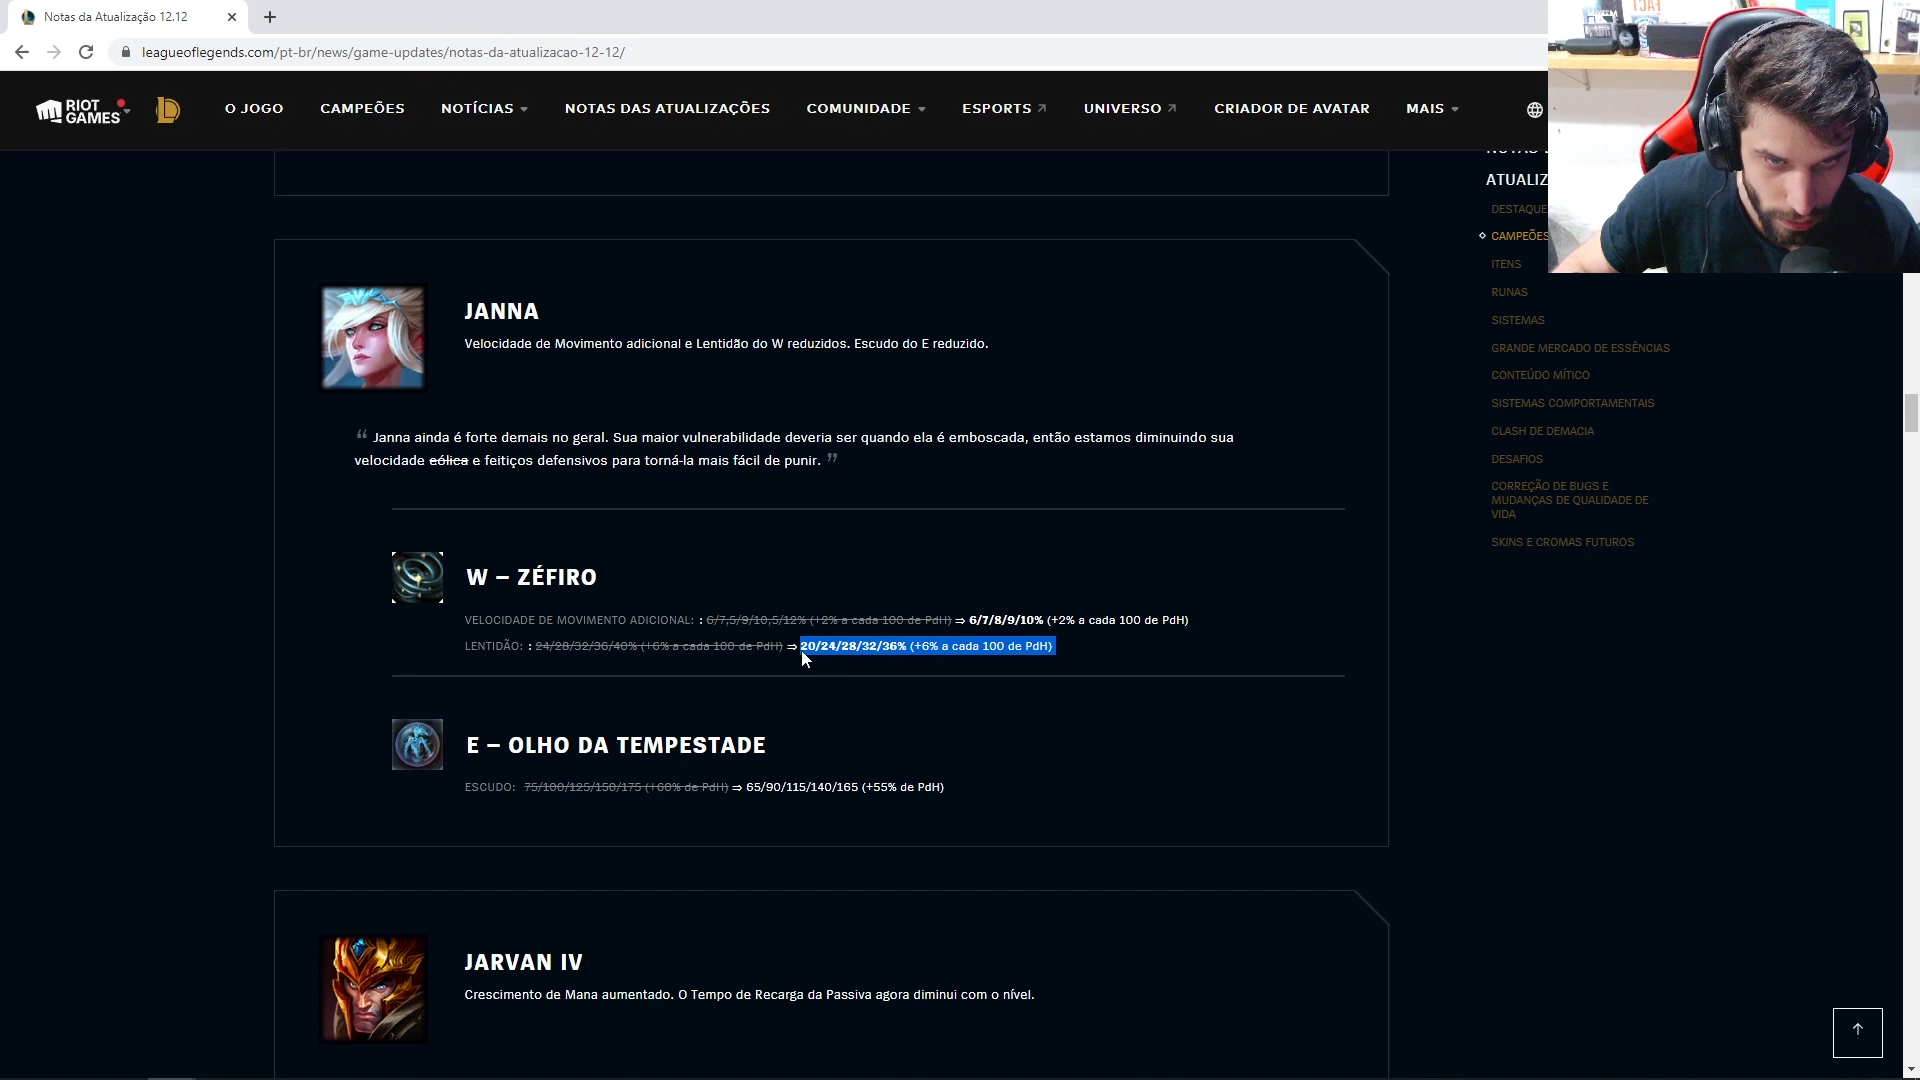 Notas da Atualização 12.12
leagueoflegends.com/pt-br/news/game-updates/notas-da-atualizacao-12-12/
RIOT GAMES
O JOGO
CAMPEÕES
NOTÍCIAS
NOTAS DAS ATUALIZAÇÕES
COMUNIDADE
ESPORTS
UNIVERSO
CRIADOR DE AVATAR
MAIS
JANNA
Velocidade de Movimento adicional e Lentidão do W reduzidos. Escudo do E reduzido.
“ Janna ainda é forte demais no geral. Sua maior vulnerabilidade deveria ser quando ela é emboscada, então estamos diminuindo sua
velocidade eólica e feitiços defensivos para torná-la mais fácil de punir. ”
W – ZÉFIRO
VELOCIDADE DE MOVIMENTO ADICIONAL: : 6/7,5/9/10,5/12% (+2% a cada 100 de PdH) ⇒ 6/7/8/9/10% (+2% a cada 100 de PdH)
LENTIDÃO: : 24/28/32/36/40% (+6% a cada 100 de PdH) ⇒ 20/24/28/32/36% (+6% a cada 100 de PdH)
E – OLHO DA TEMPESTADE
ESCUDO: 75/100/125/150/175 (+60% de PdH) ⇒ 65/90/115/140/165 (+55% de PdH)
JARVAN IV
Crescimento de Mana aumentado. O Tempo de Recarga da Passiva agora diminui com o nível.
ATUALIZ
DESTAQUE
CAMPEÕES
ITENS
RUNAS
SISTEMAS
GRANDE MERCADO DE ESSÊNCIAS
CONTEÚDO MÍTICO
SISTEMAS COMPORTAMENTAIS
CLASH DE DEMACIA
DESAFIOS
CORREÇÃO DE BUGS E
MUDANÇAS DE QUALIDADE DE
VIDA
SKINS E CROMAS FUTUROS